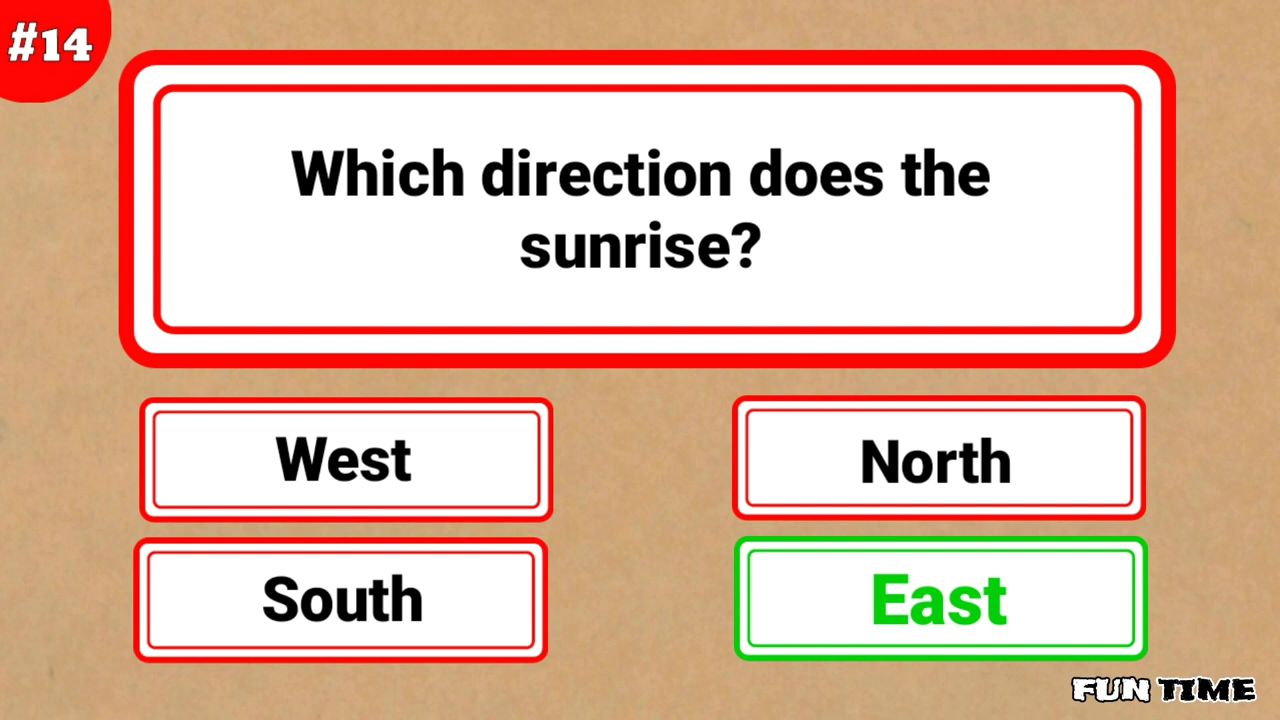 #14
Which direction does the
sunrise?
West
North
South
East
FUN TIME